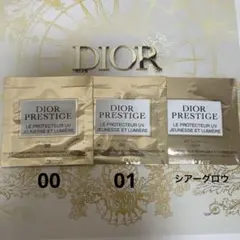 DIOR
DIOR
PRESTIGE
LE PROTECTEUR UV
JEUNESSE ET LUMIÈRE
DIOR
PRESTIGE
LE PROTECTEUR UV
JEUNESSE ET LUMIÈRE
DIOR
PRESTIGE
LE PROTECTEUR UV
JEUNESSE ET LUMIÈRE
00
01
シアーグロウ